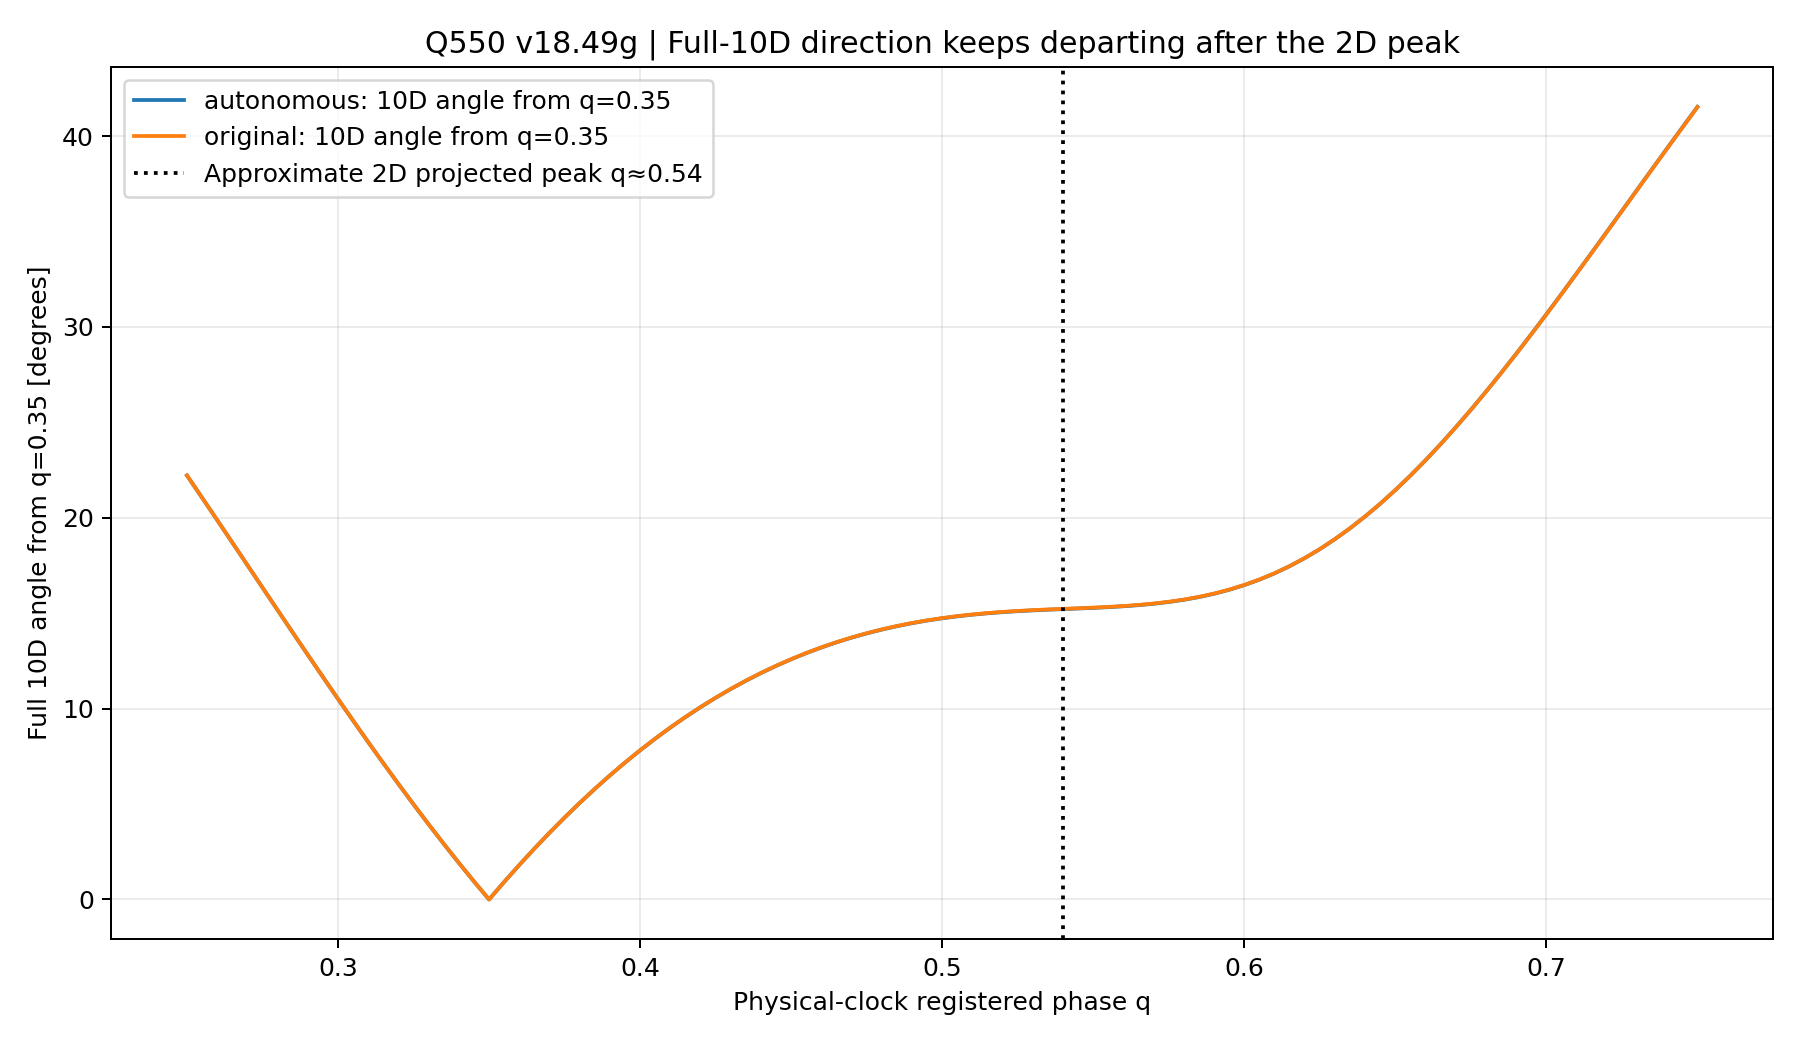 Q550 v18.49g | Full-10D direction keeps departing after the 2D peak
autonomous: 10D angle from q=0.35
original: 10D angle from q=0.35
Approximate 2D projected peak q≈0.54
Full 10D angle from q=0.35 [degrees]
40
30
20
10
0
0.3 0.4 0.5 0.6 0.7
Physical-clock registered phase q